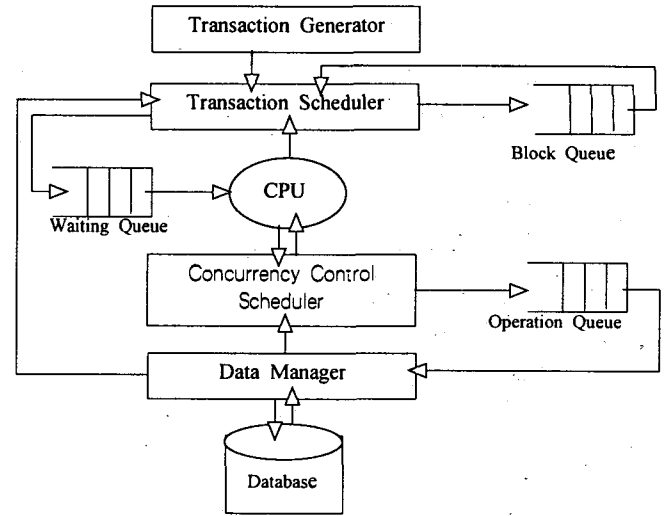 Transaction Generator
Transaction Scheduler
Block Queue
CPU
Waiting Queue
Concurrency Control
Scheduler
Operation Queue
Data Manager
Database